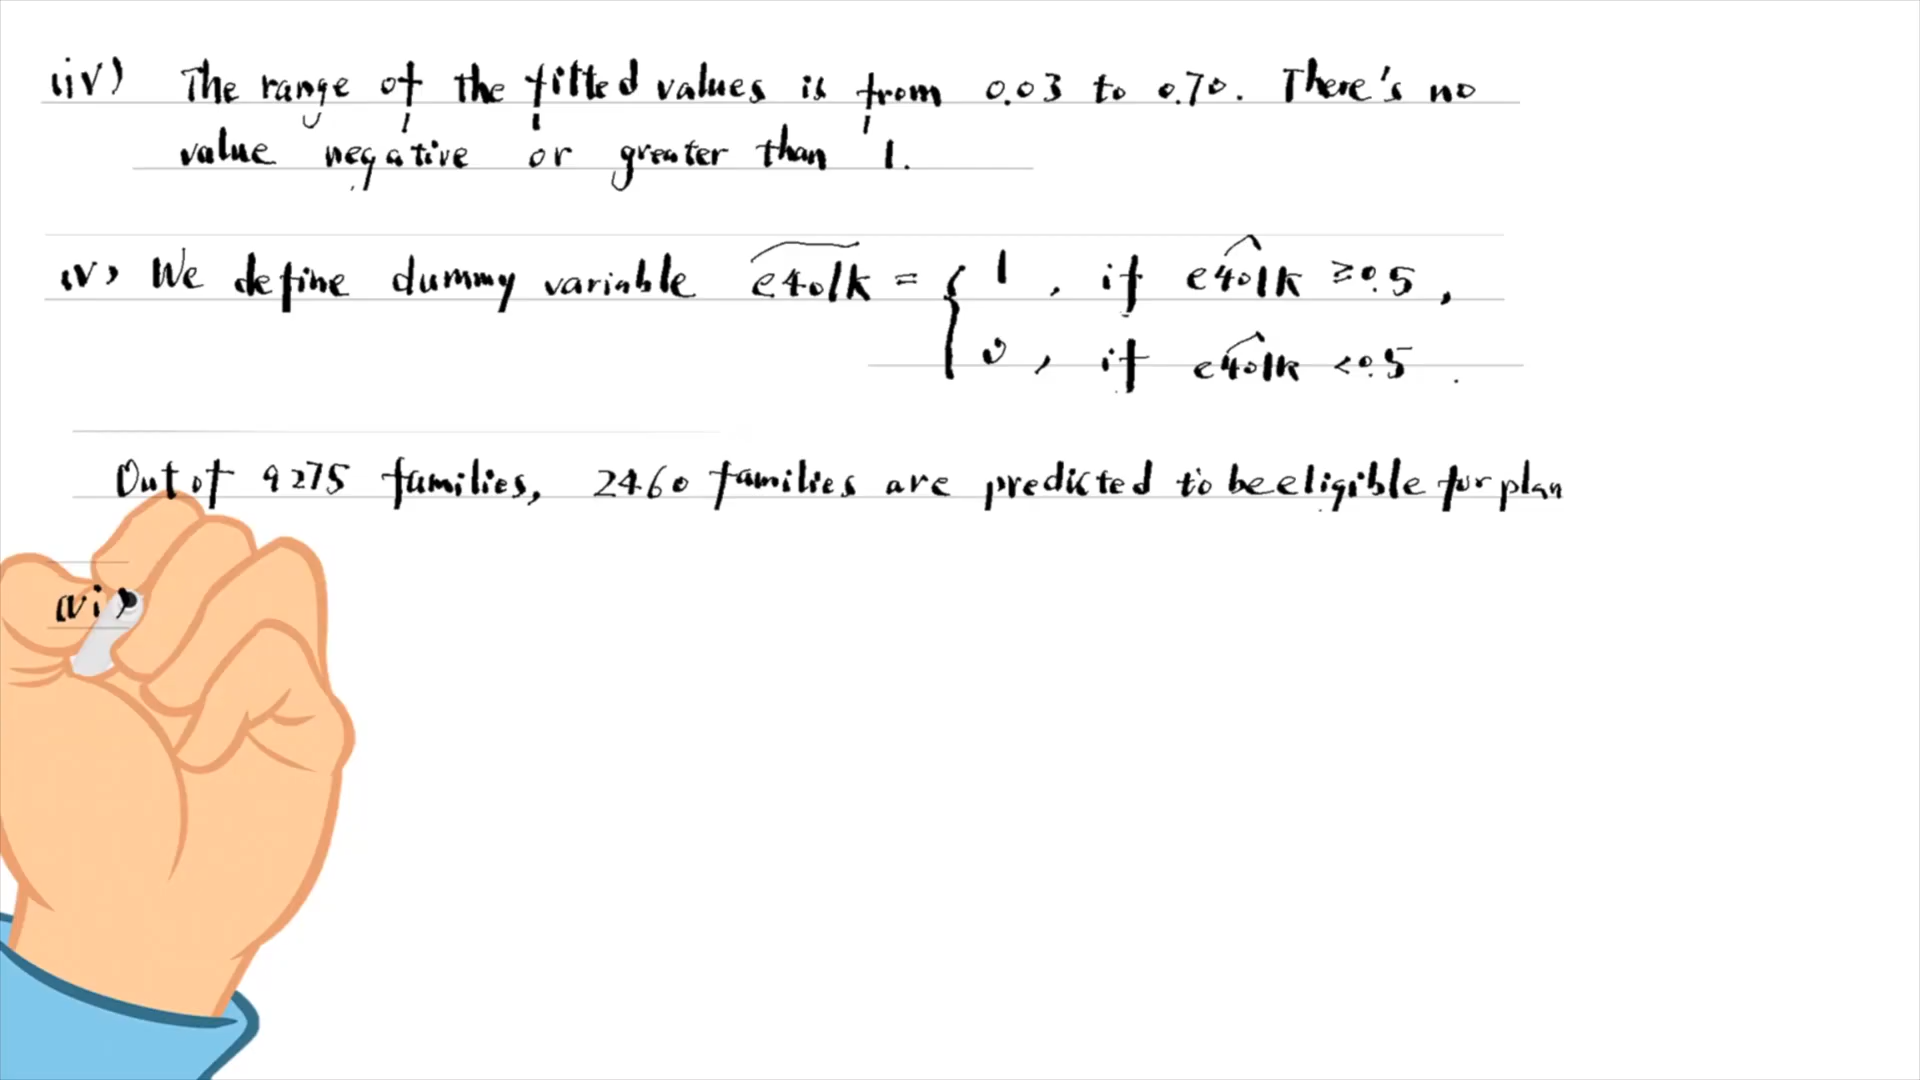 (iv) The range of the fitted values is from 0.03 to 0.70. There's no
value negative or greater than 1.
(v) We define dummy variable e401k = { 1 , if e401k ≥0.5 ,
0 , if e401k <0.5 .
Out of 9275 families, 2460 families are predicted to be eligible for plan
(vi)